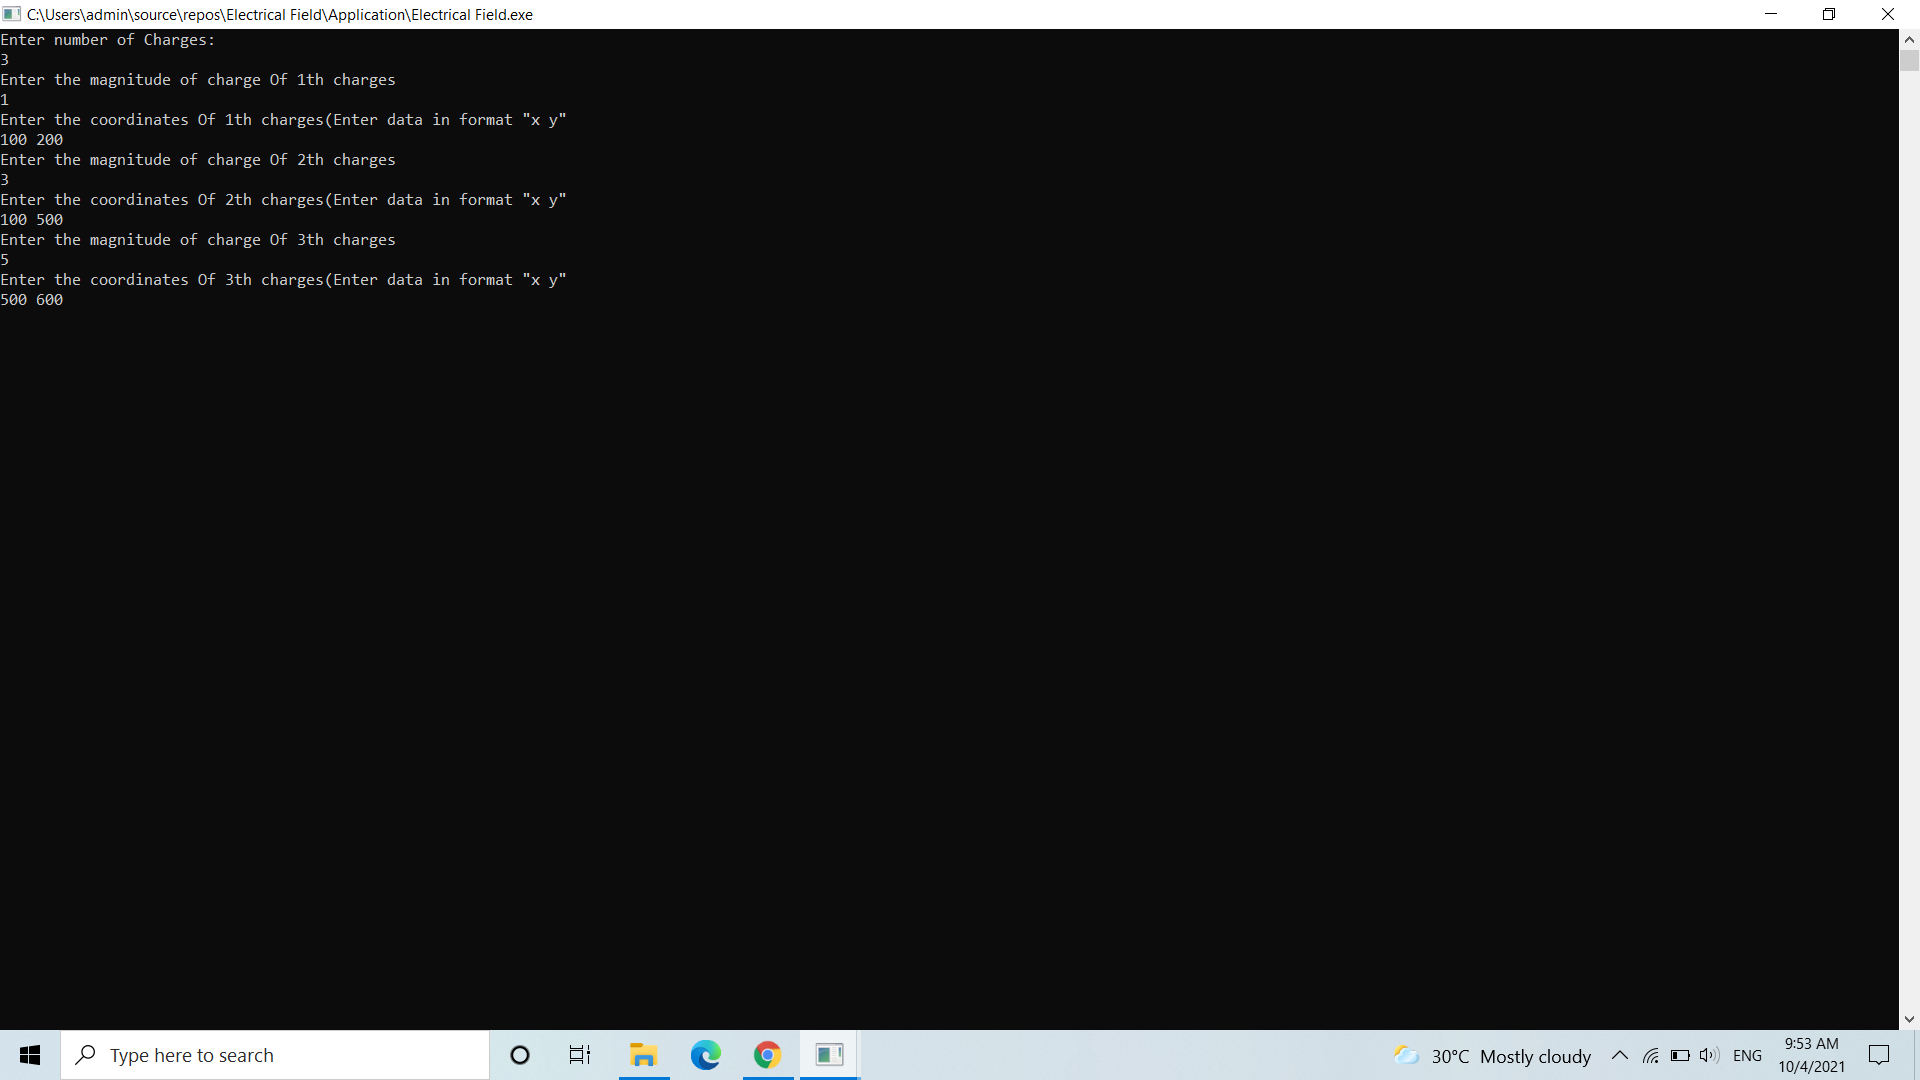 C:\Users\admin\source\repos\Electrical Field\Application\Electrical Field.exe
Enter number of Charges:
3
Enter the magnitude of charge Of 1th charges
1
Enter the coordinates Of 1th charges(Enter data in format "x y"
100 200
Enter the magnitude of charge Of 2th charges
3
Enter the coordinates Of 2th charges(Enter data in format "x y"
100 500
Enter the magnitude of charge Of 3th charges
5
Enter the coordinates Of 3th charges(Enter data in format "x y"
500 600
Type here to search
30°C Mostly cloudy
ENG
9:53 AM
10/4/2021